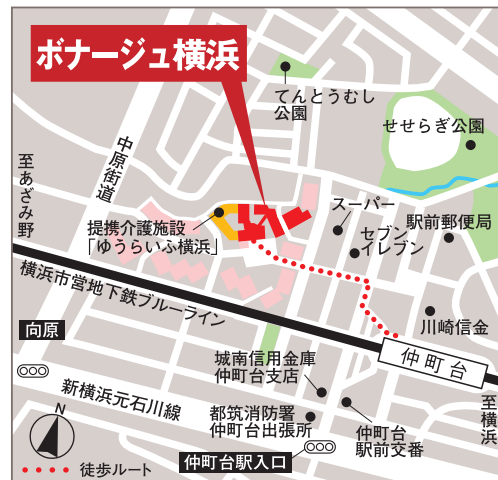 ボナージュ横浜
てんとうむし
公園
せせらぎ公園
中原街道
至あざみ野
スーパー
セブン
イレブン
駅前郵便局
提携介護施設
「ゆうらいふ横浜」
横浜市営地下鉄ブルーライン
川崎信金
向原
仲町台
城南信用金庫
仲町台支店
至横浜
新横浜元石川線
都筑消防署
仲町台出張所
仲町台
駅前交番
N
仲町台駅入口
徒歩ルート